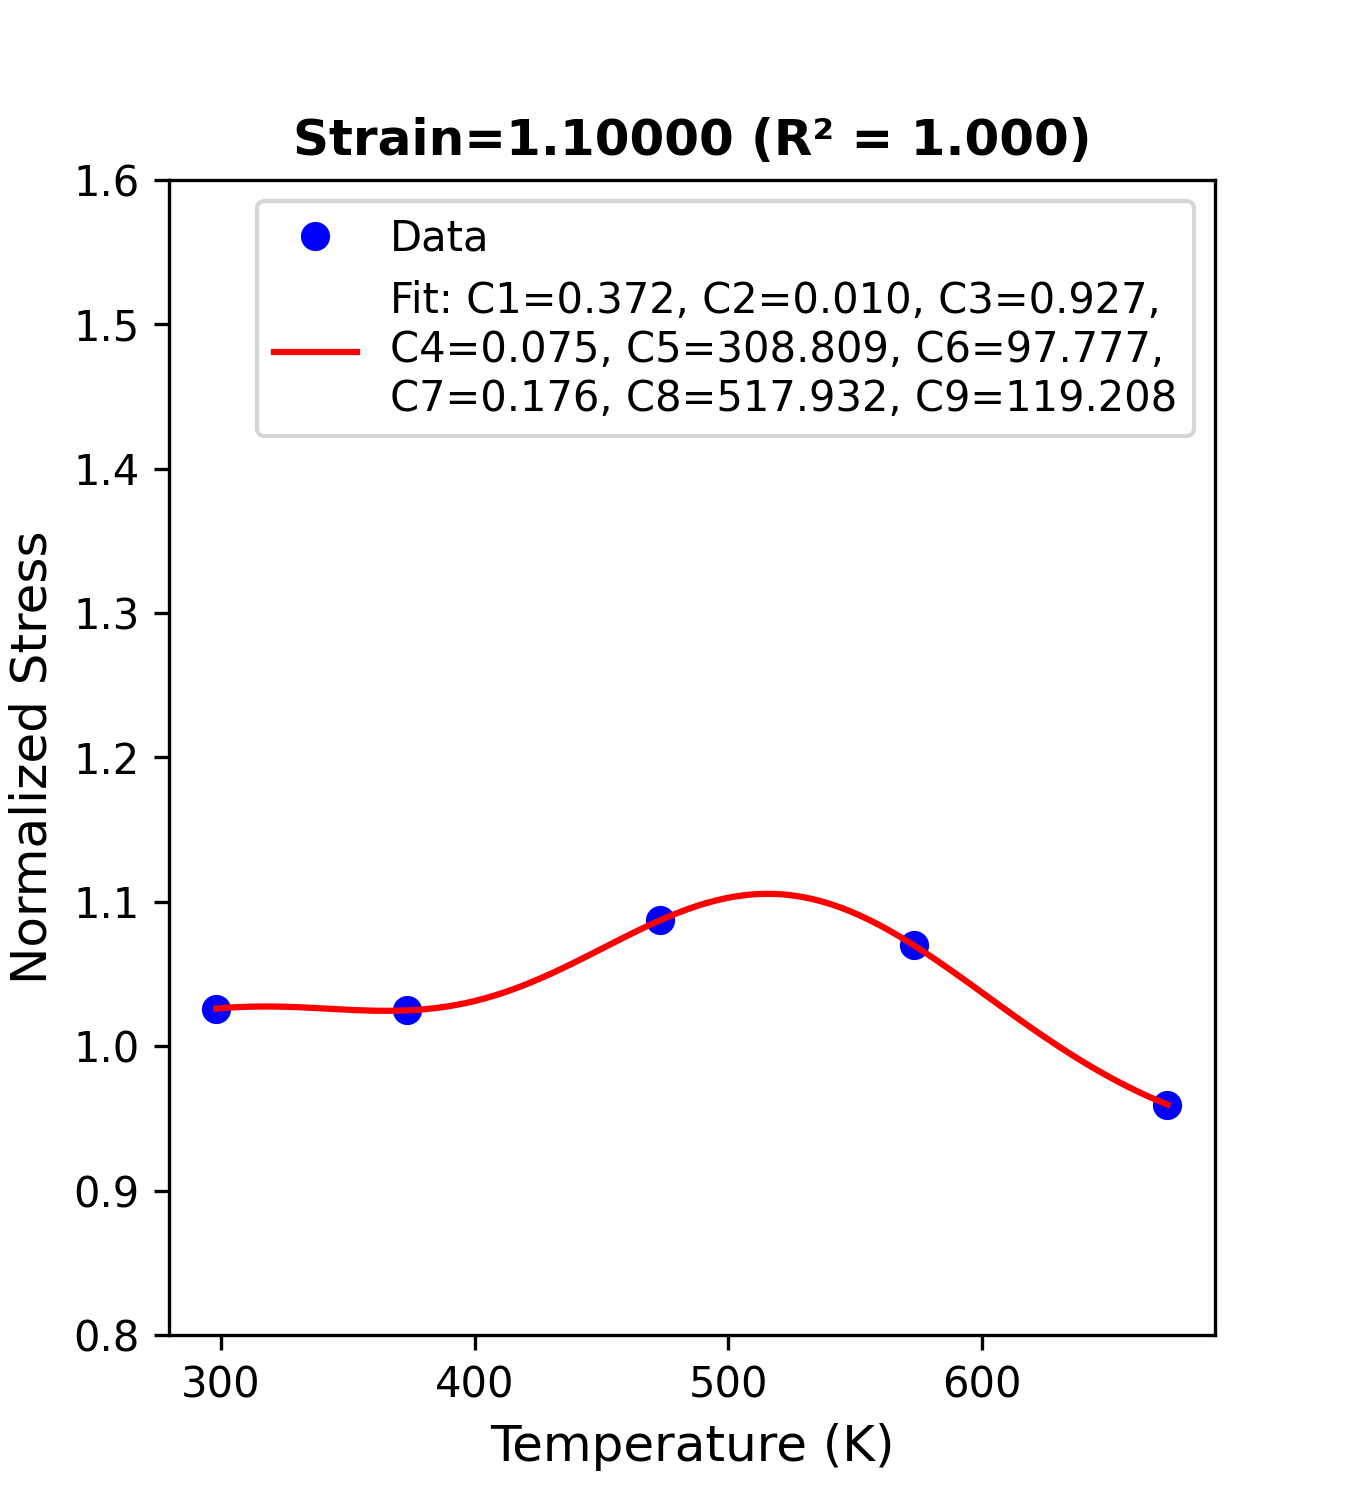 Strain=1.10000 (R² = 1.000)
1.6
1.5
1.4
1.3
1.2
1.1
1.0
0.9
0.8
Normalized Stress
Data
Fit: C1=0.372, C2=0.010, C3=0.927,
C4=0.075, C5=308.809, C6=97.777,
C7=0.176, C8=517.932, C9=119.208
300 400 500 600
Temperature (K)